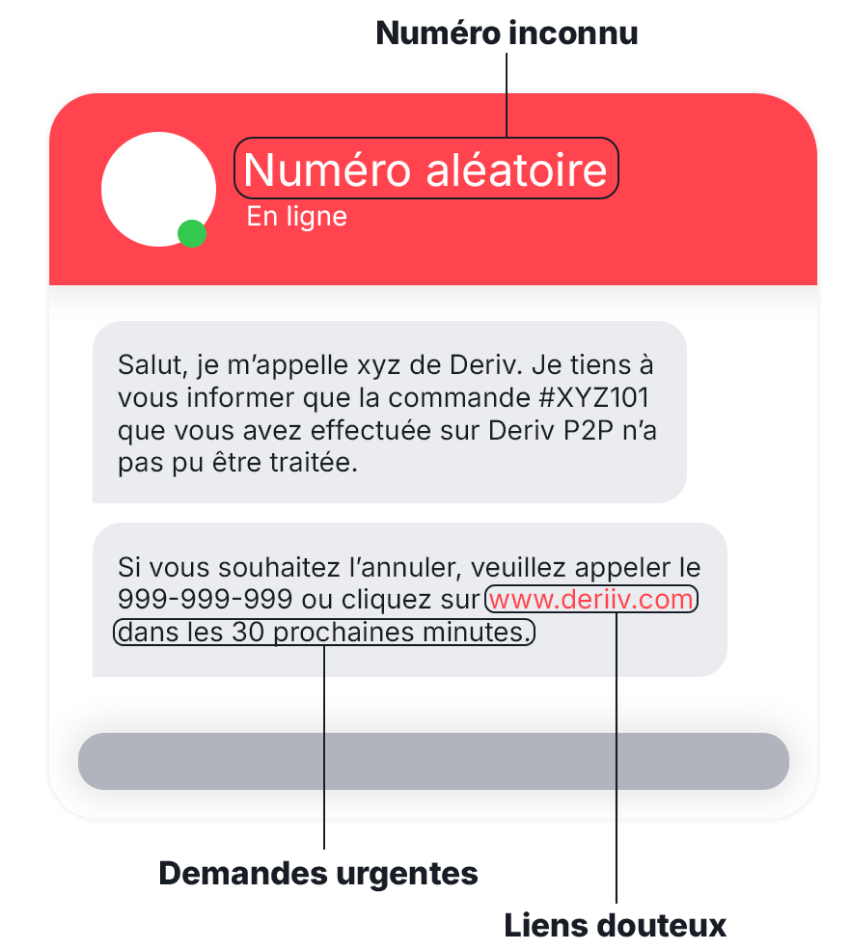 Numéro inconnu
Numéro aléatoire
En ligne
Salut, je m’appelle xyz de Deriv. Je tiens à
vous informer que la commande #XYZ101
que vous avez effectuée sur Deriv P2P n’a
pas pu être traitée.
Si vous souhaitez l’annuler, veuillez appeler le
999-999-999 ou cliquez sur www.deriiv.com
dans les 30 prochaines minutes.
Demandes urgentes
Liens douteux